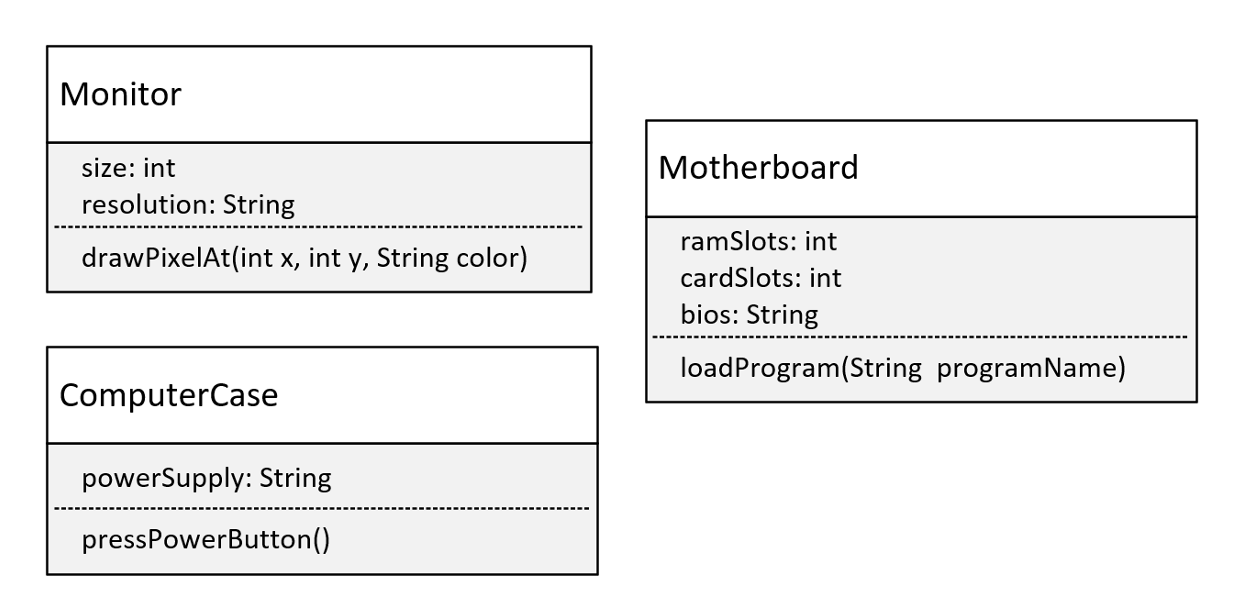 Monitor
size: int
resolution: String
drawPixelAt(int x, int y, String color)
ComputerCase
powerSupply: String
pressPowerButton()
Motherboard
ramSlots: int
cardSlots: int
bios: String
loadProgram(String programName)